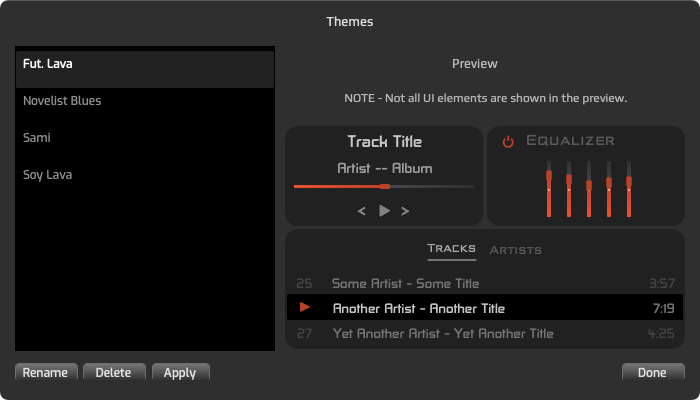 Themes
Fut. Lava
Novelist Blues
Sami
Soy Lava
Preview
NOTE - Not all UI elements are shown in the preview.
Track Title
Artist -- Album
Equalizer
Tracks Artists
25 Some Artist - Some Title 3:57
Another Artist - Another Title 7:19
27 Yet Another Artist - Yet Another Title 4:25
Rename Delete Apply Done